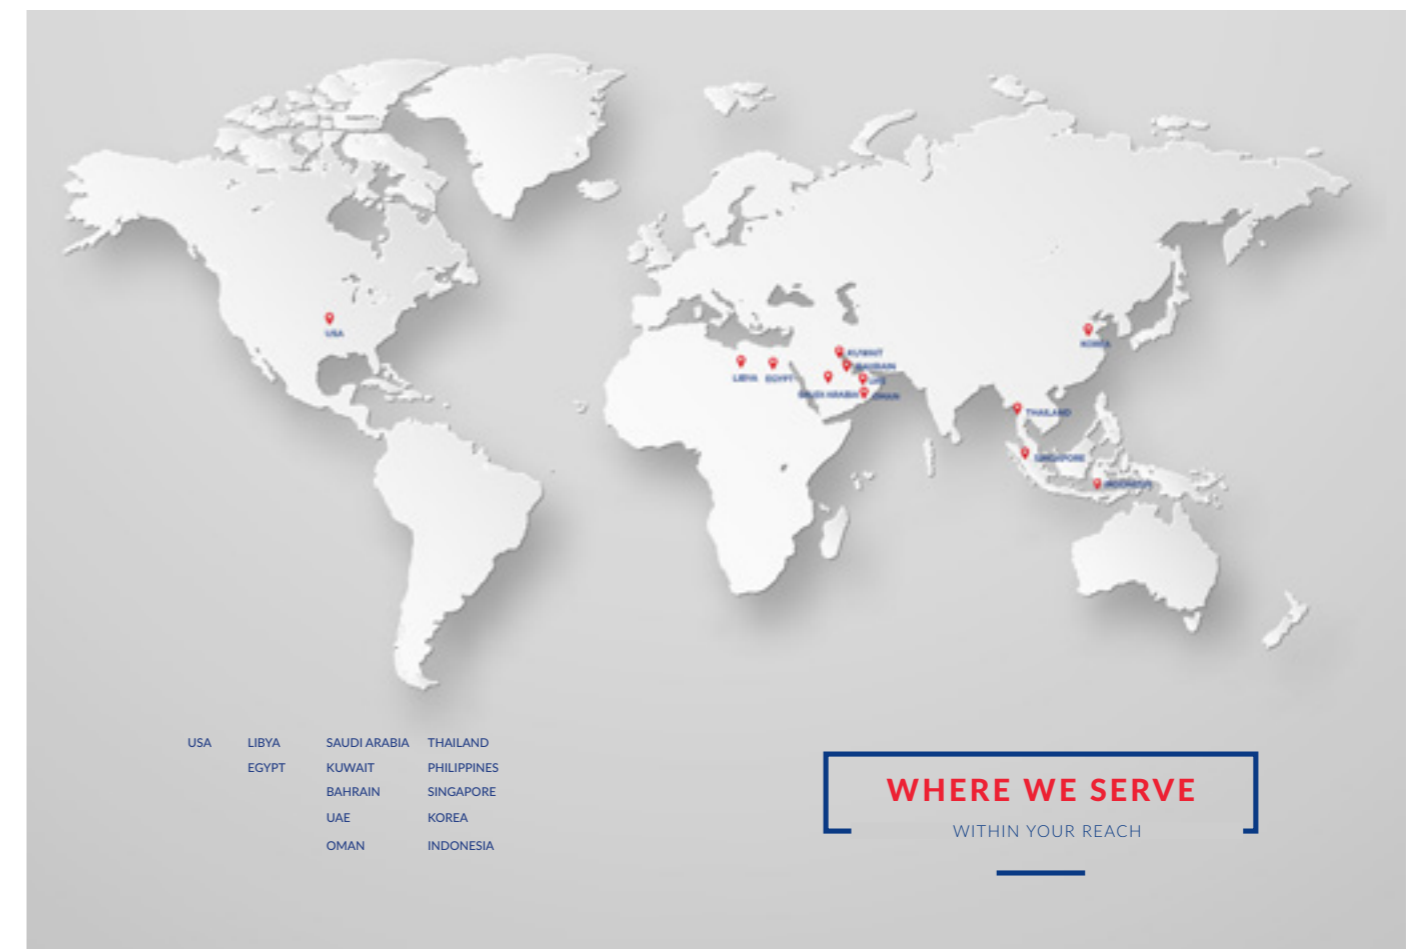 USA
KOREA
KUWAIT
BAHRAIN
LIBYA
EGYPT
UAE
SAUDI ARABIA
OMAN
THAILAND
SINGAPORE
INDONESIA
USA LIBYA SAUDI ARABIA THAILAND
EGYPT KUWAIT PHILIPPINES
BAHRAIN SINGAPORE
UAE KOREA
OMAN INDONESIA
WHERE WE SERVE
WITHIN YOUR REACH